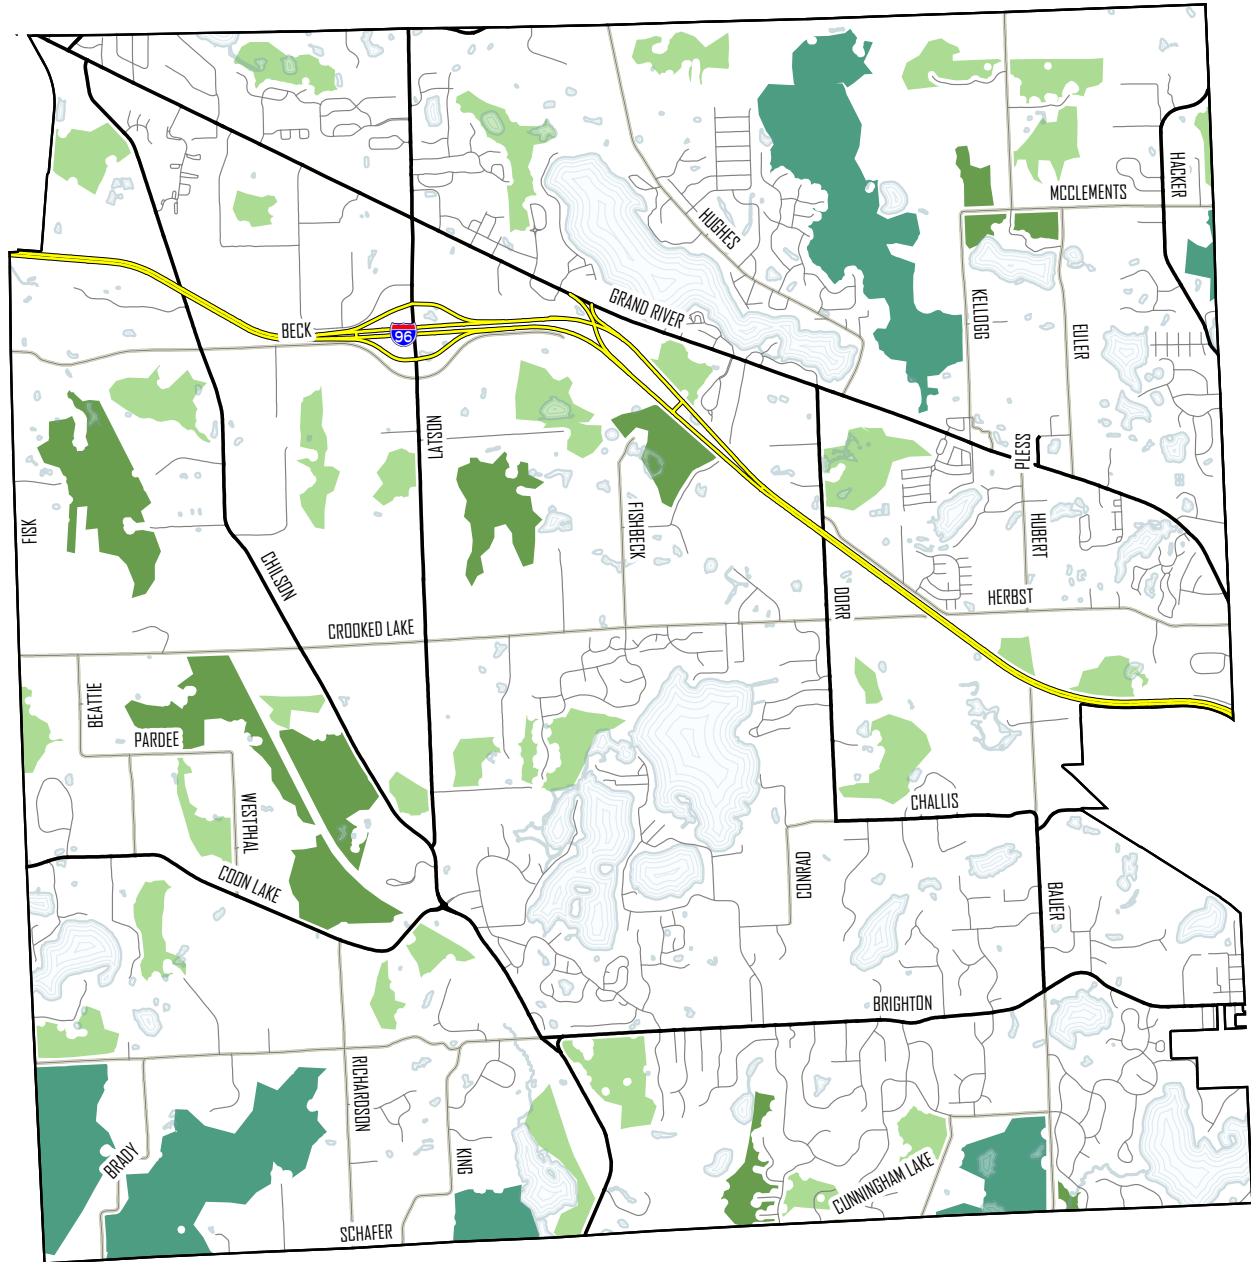 HACKER
MCCLEMENTS
HUGHES
GRAND RIVER
KELLOGG
EULER
BECK
96
LATSON
PLESS
FISK
FISHBECK
HUBERT
CHILSON
DORR
HERBST
CROOKED LAKE
BEATTIE
PARDEE
WESTPHAL
CHALLIS
COON LAKE
CONRAD
BAUER
BRIGHTON
RICHARDSON
BRADY
KING
CUNNINGHAM LAKE
SCHAFER